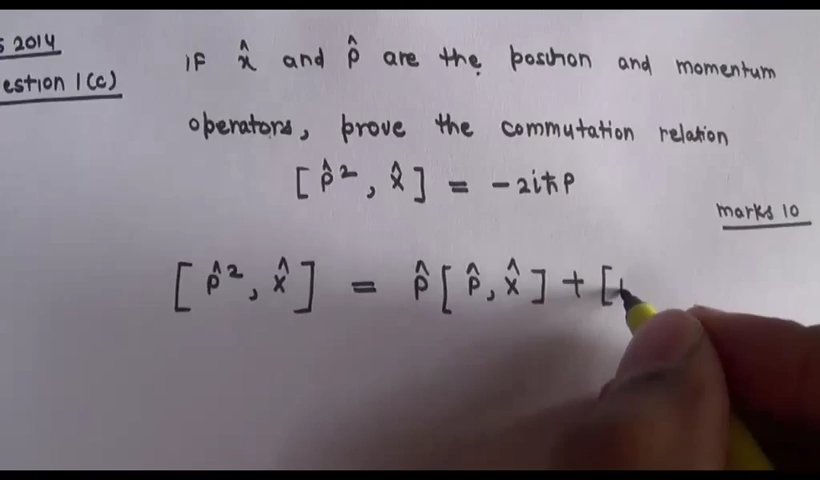 2014
If x̂ and p̂ are the position and momentum
estion 1(c)
operators, prove the commutation relation
[p̂², x̂] = -2iħp
marks 10
[p̂², x̂] = p̂[p̂, x̂] + [